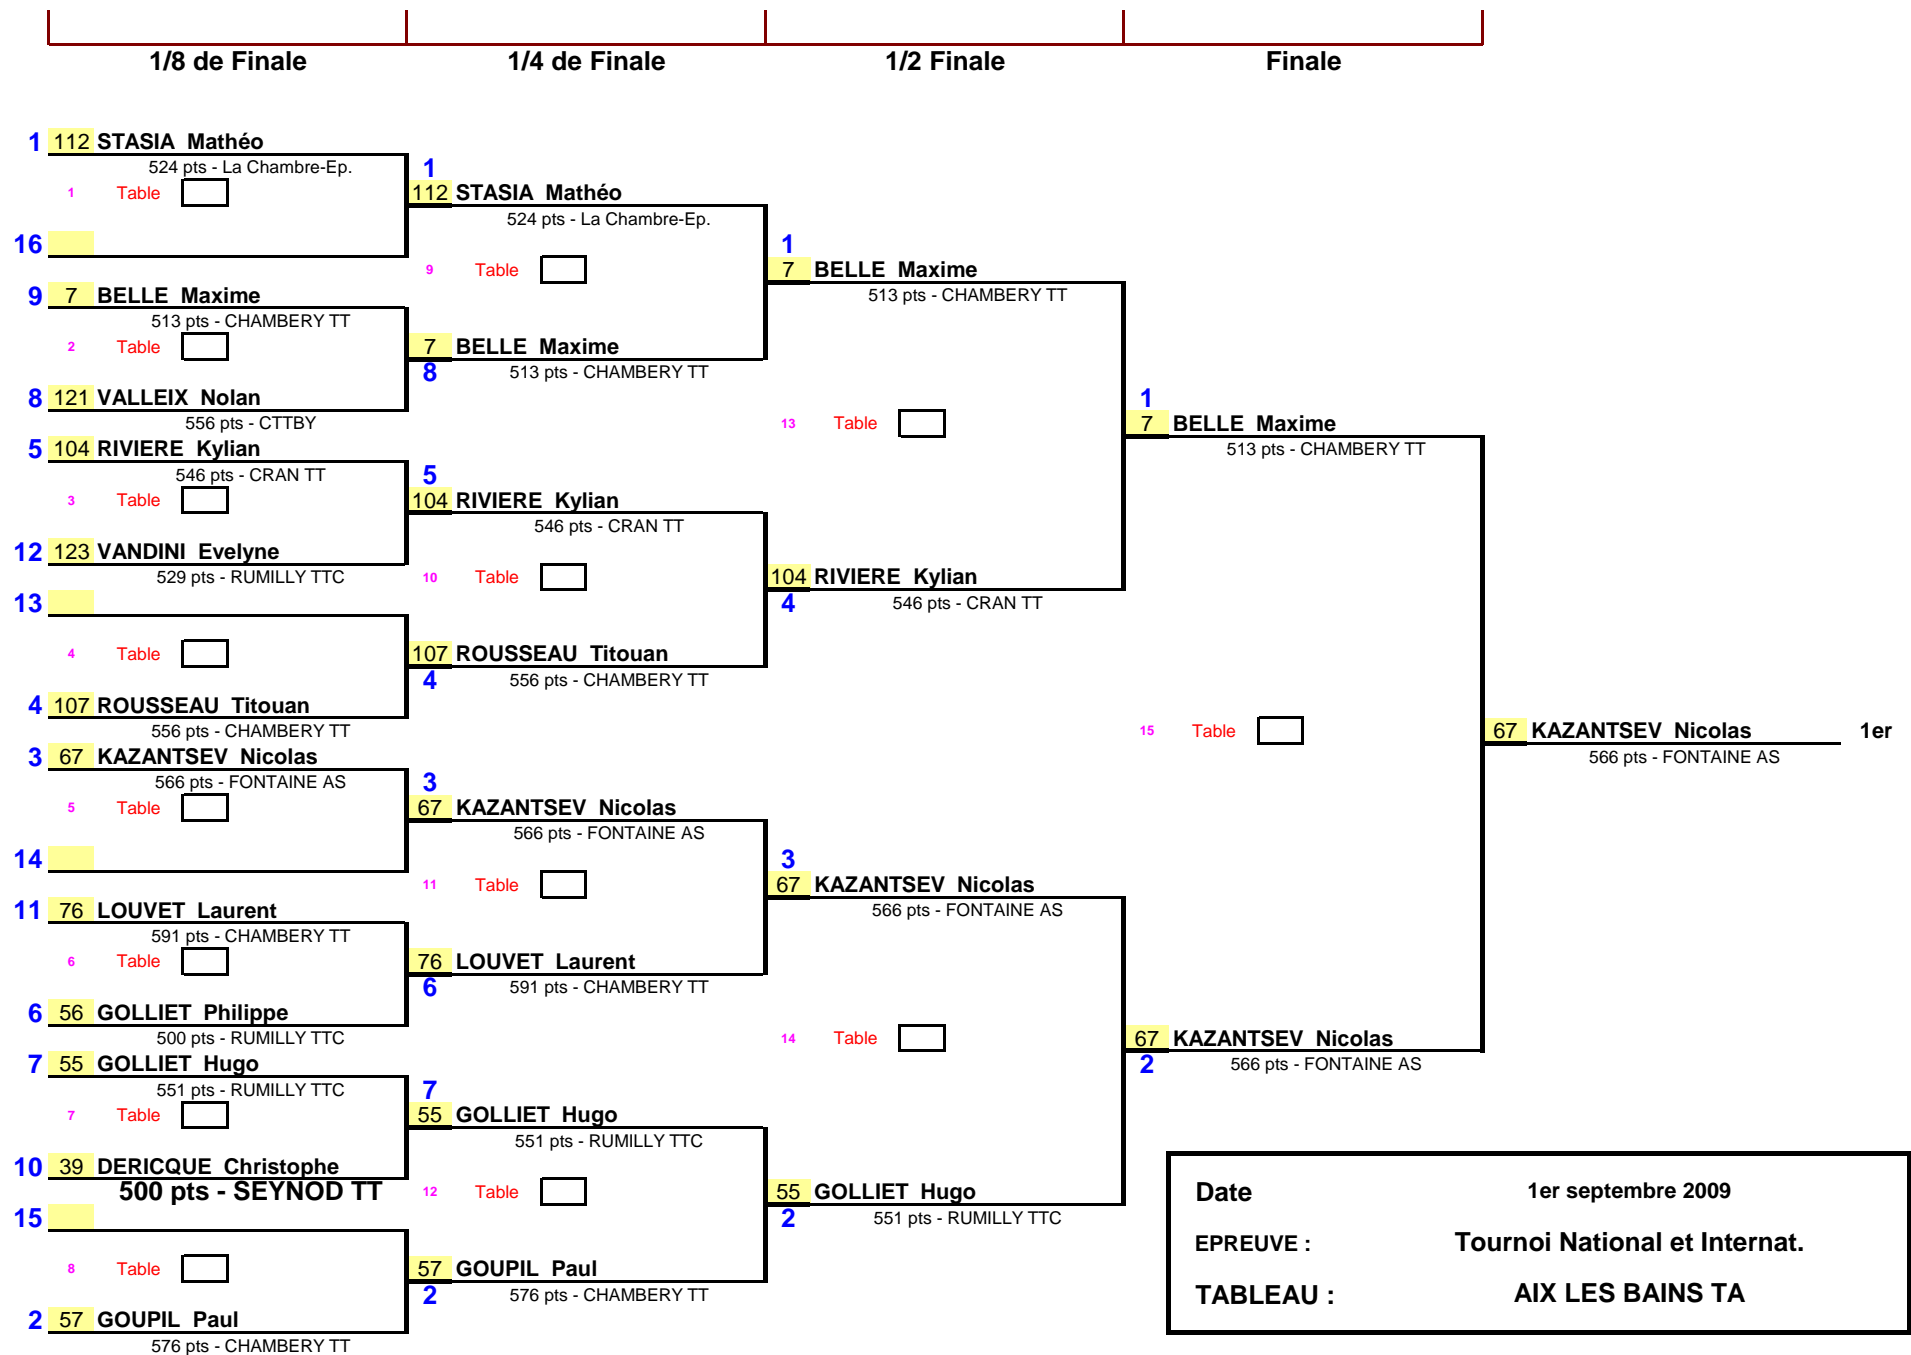 1/8 de Finale 1/4 de Finale 1/2 Finale Finale
1 112 STASIA Mathéo
524 pts - La Chambre-Ep.
1 Table
16
9 7 BELLE Maxime
513 pts - CHAMBERY TT
2 Table
8 121 VALLEIX Nolan
556 pts - CTTBY
5 104 RIVIERE Kylian
546 pts - CRAN TT
3 Table
12 123 VANDINI Evelyne
529 pts - RUMILLY TTC
13
4 Table
4 107 ROUSSEAU Titouan
556 pts - CHAMBERY TT
3 67 KAZANTSEV Nicolas
566 pts - FONTAINE AS
5 Table
14
11 76 LOUVET Laurent
591 pts - CHAMBERY TT
6 Table
6 56 GOLLIET Philippe
500 pts - RUMILLY TTC
7 55 GOLLIET Hugo
551 pts - RUMILLY TTC
7 Table
10 39 DERICQUE Christophe
500 pts - SEYNOD TT
15
8 Table
2 57 GOUPIL Paul
576 pts - CHAMBERY TT
1
112 STASIA Mathéo
524 pts - La Chambre-Ep.
9 Table
7 BELLE Maxime
8 513 pts - CHAMBERY TT
5
104 RIVIERE Kylian
546 pts - CRAN TT
10 Table
107 ROUSSEAU Titouan
4 556 pts - CHAMBERY TT
3
67 KAZANTSEV Nicolas
566 pts - FONTAINE AS
11 Table
76 LOUVET Laurent
6 591 pts - CHAMBERY TT
7
55 GOLLIET Hugo
551 pts - RUMILLY TTC
12 Table
57 GOUPIL Paul
2 576 pts - CHAMBERY TT
1
7 BELLE Maxime
513 pts - CHAMBERY TT
13 Table
104 RIVIERE Kylian
4 546 pts - CRAN TT
3
67 KAZANTSEV Nicolas
566 pts - FONTAINE AS
14 Table
55 GOLLIET Hugo
2 551 pts - RUMILLY TTC
1
7 BELLE Maxime
513 pts - CHAMBERY TT
15 Table
67 KAZANTSEV Nicolas
2 566 pts - FONTAINE AS
67 KAZANTSEV Nicolas 1er
566 pts - FONTAINE AS
Date 1er septembre 2009
EPREUVE : Tournoi National et Internat.
TABLEAU : AIX LES BAINS TA